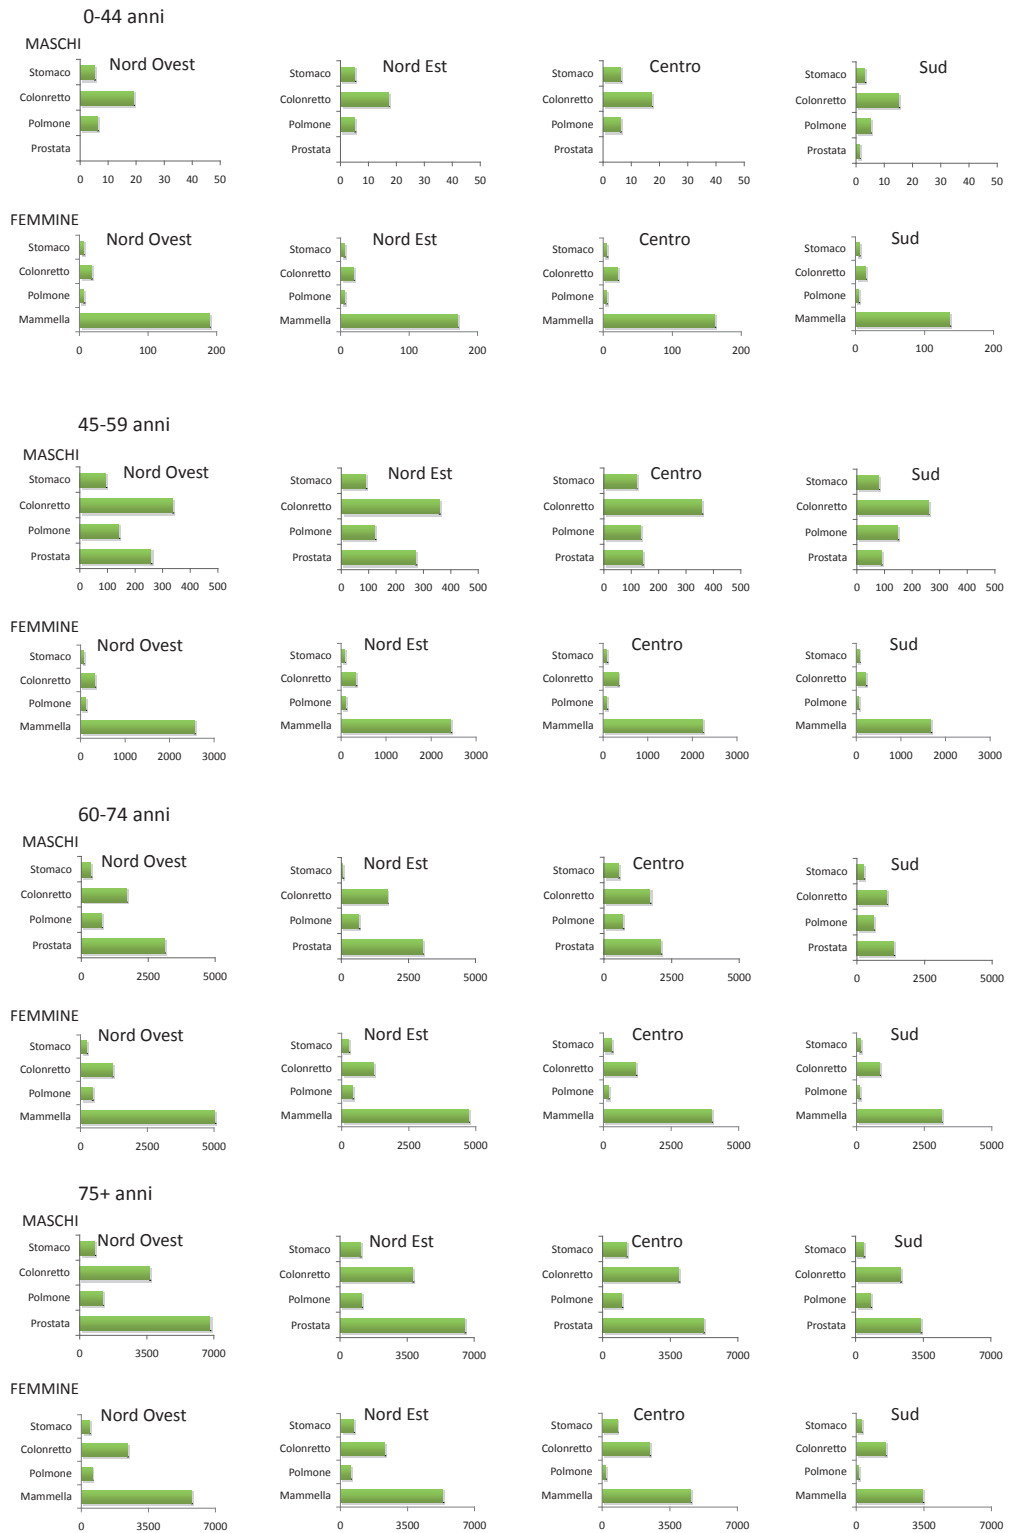 0-44 anni
MASCHI
Nord Ovest
Stomaco
Colonretto
Polmone
Prostata
0 10 20 30 40 50
Nord Est
Stomaco
Colonretto
Polmone
Prostata
0 10 20 30 40 50
Centro
Stomaco
Colonretto
Polmone
Prostata
0 10 20 30 40 50
Sud
Stomaco
Colonretto
Polmone
Prostata
0 10 20 30 40 50
FEMMINE
Nord Ovest
Stomaco
Colonretto
Polmone
Mammella
0 100 200
Nord Est
Stomaco
Colonretto
Polmone
Mammella
0 100 200
Centro
Stomaco
Colonretto
Polmone
Mammella
0 100 200
Sud
Stomaco
Colonretto
Polmone
Mammella
0 100 200
45-59 anni
MASCHI
Nord Ovest
Stomaco
Colonretto
Polmone
Prostata
0 100 200 300 400 500
Nord Est
Stomaco
Colonretto
Polmone
Prostata
0 100 200 300 400 500
Centro
Stomaco
Colonretto
Polmone
Prostata
0 100 200 300 400 500
Sud
Stomaco
Colonretto
Polmone
Prostata
0 100 200 300 400 500
FEMMINE
Nord Ovest
Stomaco
Colonretto
Polmone
Mammella
0 1000 2000 3000
Nord Est
Stomaco
Colonretto
Polmone
Mammella
0 1000 2000 3000
Centro
Stomaco
Colonretto
Polmone
Mammella
0 1000 2000 3000
Sud
Stomaco
Colonretto
Polmone
Mammella
0 1000 2000 3000
60-74 anni
MASCHI
Nord Ovest
Stomaco
Colonretto
Polmone
Prostata
0 2500 5000
Nord Est
Stomaco
Colonretto
Polmone
Prostata
0 2500 5000
Centro
Stomaco
Colonretto
Polmone
Prostata
0 2500 5000
Sud
Stomaco
Colonretto
Polmone
Prostata
0 2500 5000
FEMMINE
Nord Ovest
Stomaco
Colonretto
Polmone
Mammella
0 2500 5000
Nord Est
Stomaco
Colonretto
Polmone
Mammella
0 2500 5000
Centro
Stomaco
Colonretto
Polmone
Mammella
0 2500 5000
Sud
Stomaco
Colonretto
Polmone
Mammella
0 2500 5000
75+ anni
MASCHI
Nord Ovest
Stomaco
Colonretto
Polmone
Prostata
0 3500 7000
Nord Est
Stomaco
Colonretto
Polmone
Prostata
0 3500 7000
Centro
Stomaco
Colonretto
Polmone
Prostata
0 3500 7000
Sud
Stomaco
Colonretto
Polmone
Prostata
0 3500 7000
FEMMINE
Nord Ovest
Stomaco
Colonretto
Polmone
Mammella
0 3500 7000
Nord Est
Stomaco
Colonretto
Polmone
Mammella
0 3500 7000
Centro
Stomaco
Colonretto
Polmone
Mammella
0 3500 7000
Sud
Stomaco
Colonretto
Polmone
Mammella
0 3500 7000